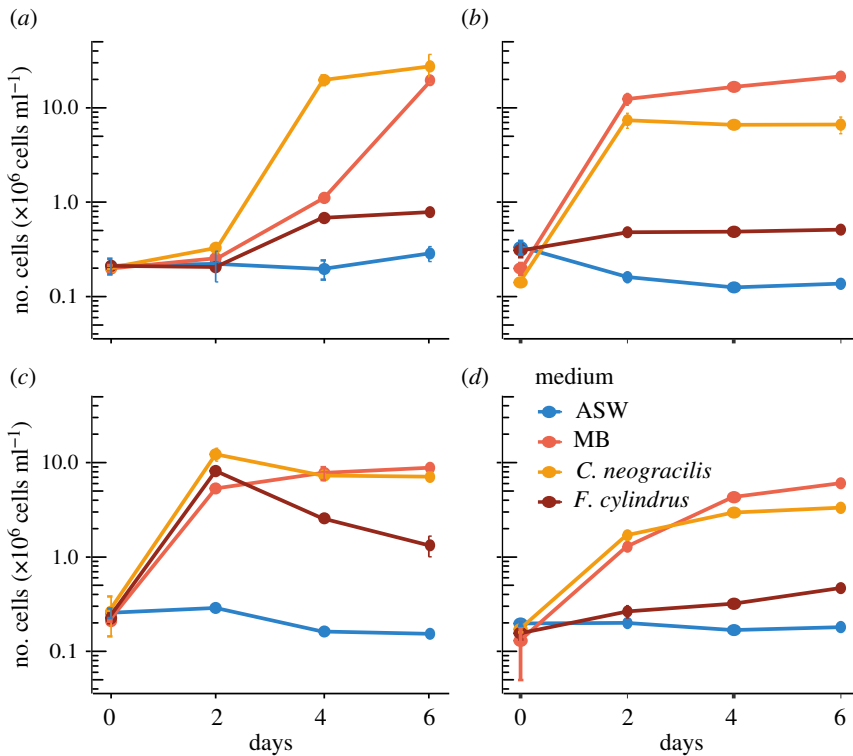 (a)
(b)
no. cells (×10⁶ cells ml⁻¹)
10.0
1.0
0.1
(c)
(d)
no. cells (×10⁶ cells ml⁻¹)
10.0
1.0
0.1
medium
ASW
MB
C. neogracilis
F. cylindrus
0 2 4 6
0 2 4 6
days
days